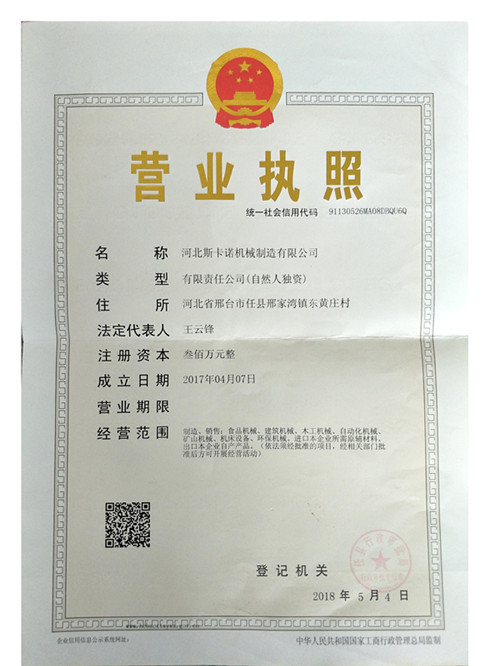 营业执照
统一社会信用代码 91130526MA08DBQU6Q
名称 河北斯卡诺机械制造有限公司
类型 有限责任公司(自然人独资)
住所 河北省邢台市任县邢家湾镇东黄庄村
法定代表人 王云锋
注册资本 叁佰万元整
成立日期 2017年04月07日
营业期限
经营范围 制造、销售：食品机械、建筑机械、木工机械、自动化机械、
矿山机械、机床设备、环保机械、进口本企业所需原辅材料、
出口本企业自产产品。（依法须经批准的项目，经相关部门批
准后方可开展经营活动）
登记机关
2018 年 5 月 4 日
企业信用信息公示系统网址：
中华人民共和国国家工商行政管理总局监制